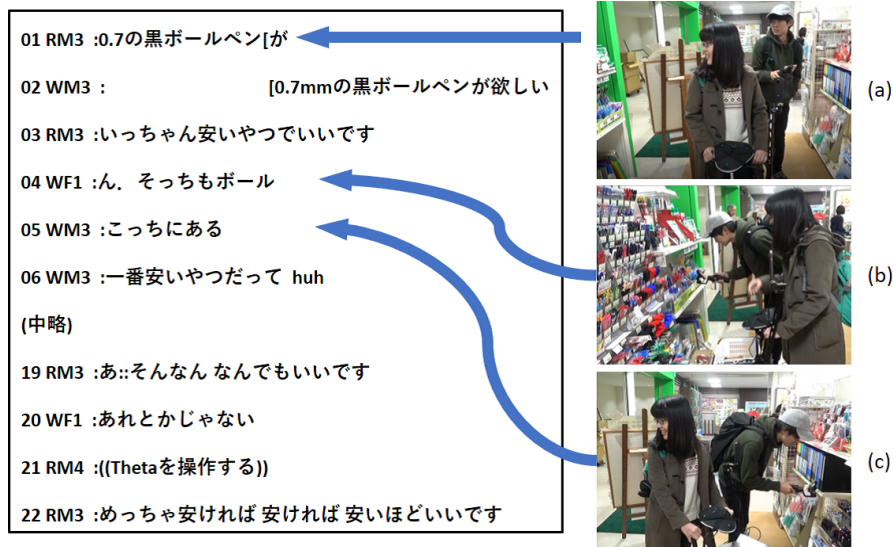 01 RM3 :0.7の黒ボールペン[が
02 WM3 : [0.7mmの黒ボールペンが欲しい
03 RM3 :いっちゃん安いやつでいいです
04 WF1 :ん．そっちもボール
05 WM3 :こっちにある
06 WM3 :一番安いやつだって huh
(中略)
19 RM3 :あ::そんなん なんでもいいです
20 WF1 :あれとかじゃない
21 RM4 :((Thetaを操作する))
22 RM3 :めっちゃ安ければ 安ければ 安いほどいいです
(a)
(b)
(c)